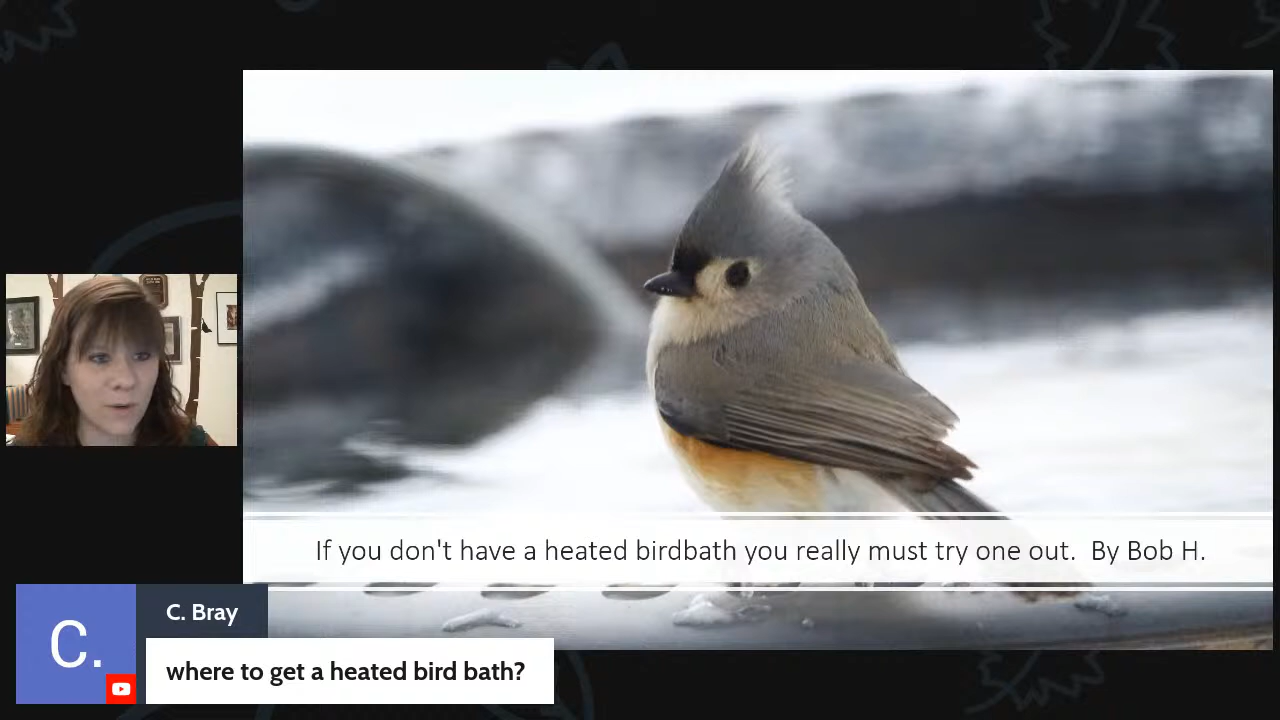 If you don't have a heated birdbath you really must try one out.  By Bob H.
C.
C. Bray
where to get a heated bird bath?